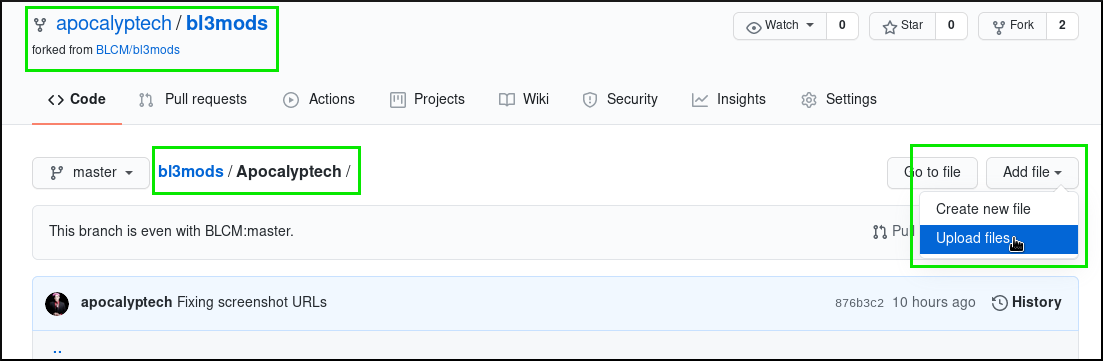 apocalyptech / bl3mods
Watch 0 Star 0 Fork 2
forked from BLCM/bl3mods
Code Pull requests Actions Projects Wiki Security Insights Settings
master bl3mods / Apocalyptech / Go to file Add file
Create new file
This branch is even with BLCM:master. Pul
Upload files
apocalyptech Fixing screenshot URLs 876b3c2 10 hours ago History
..